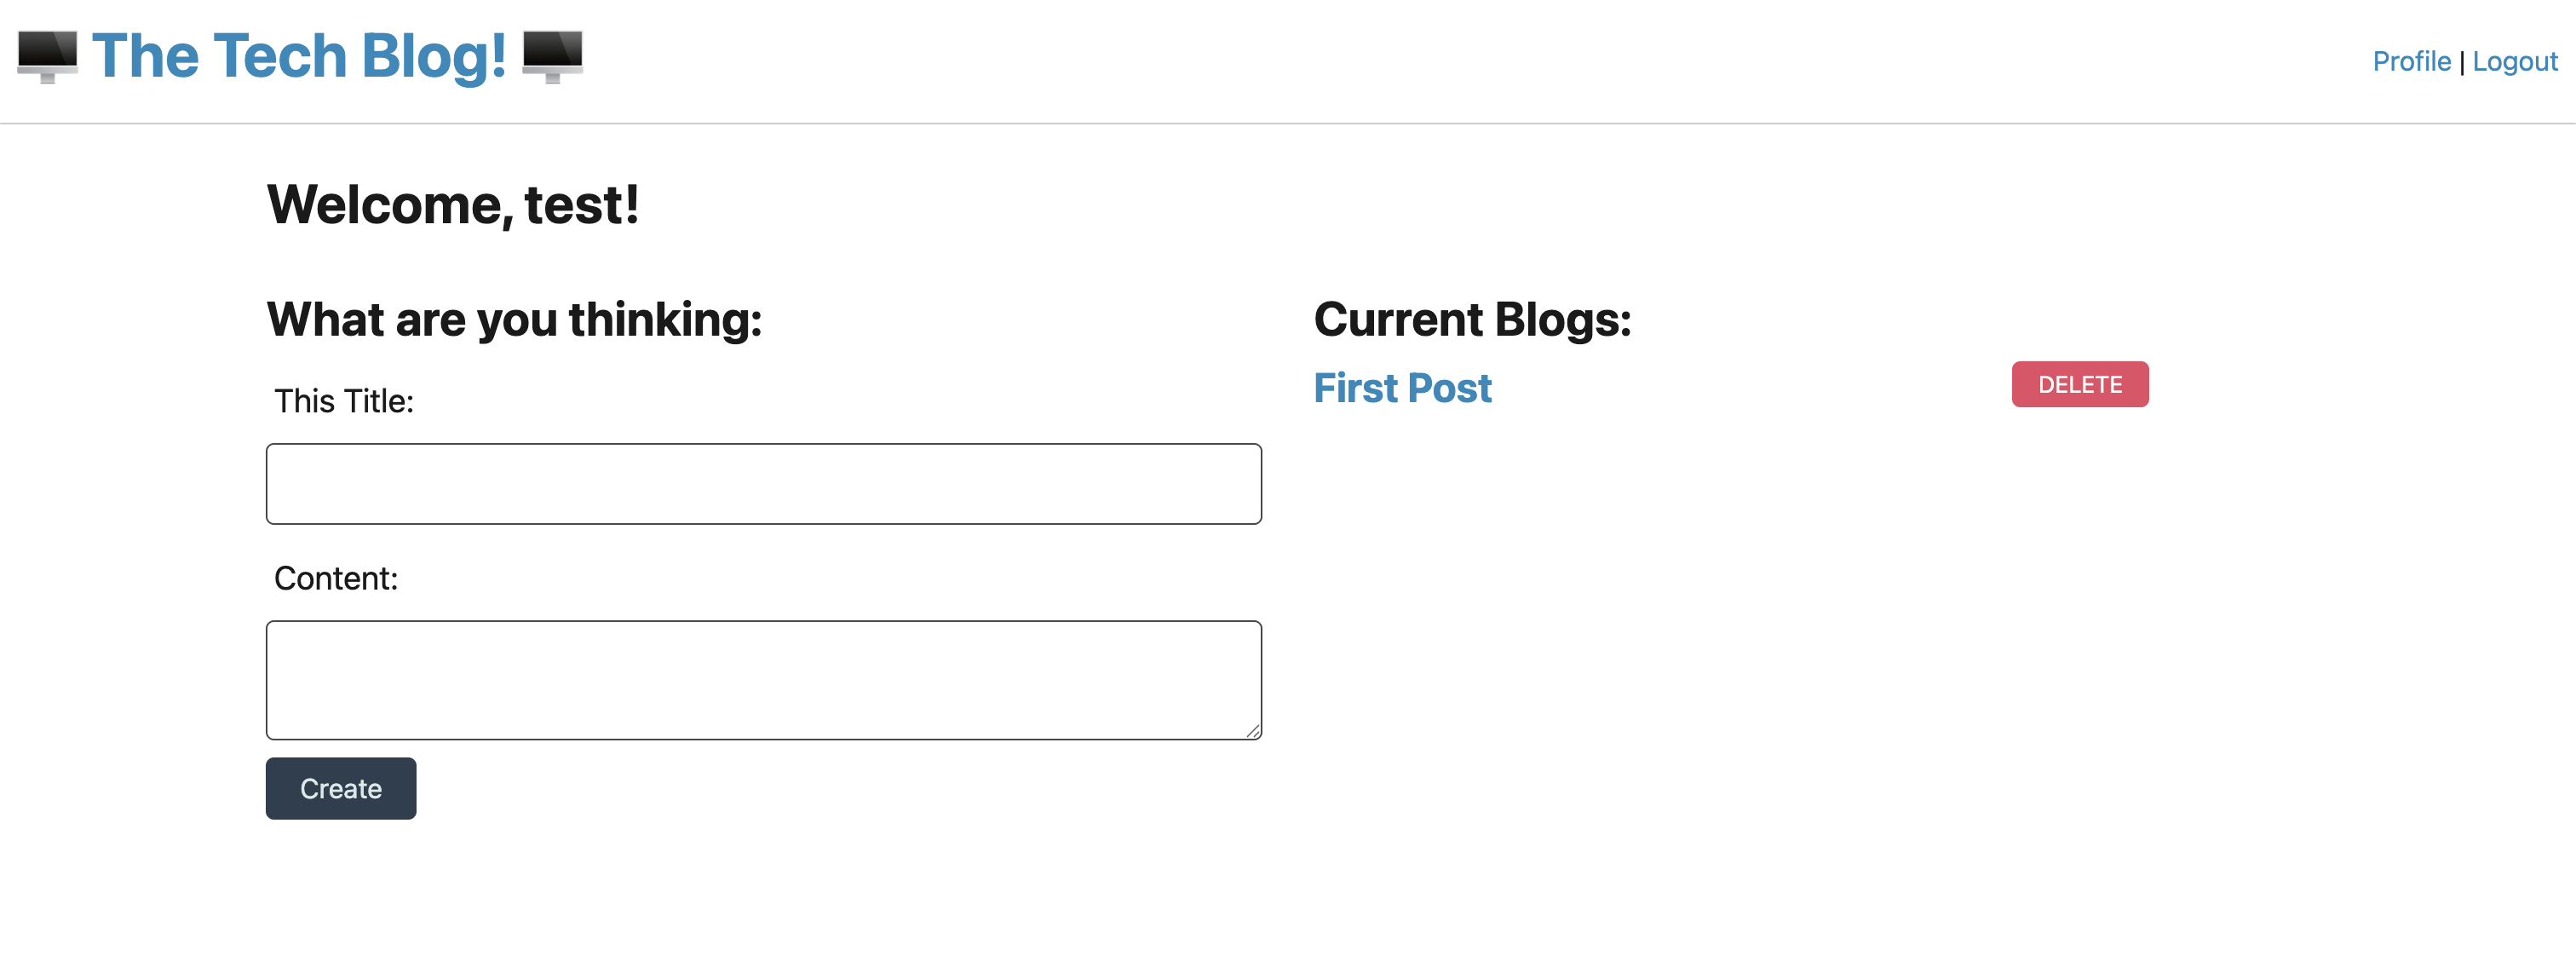 The Tech Blog!
Profile | Logout
Welcome, test!
What are you thinking:
This Title:
Content:
Create
Current Blogs:
First Post
DELETE